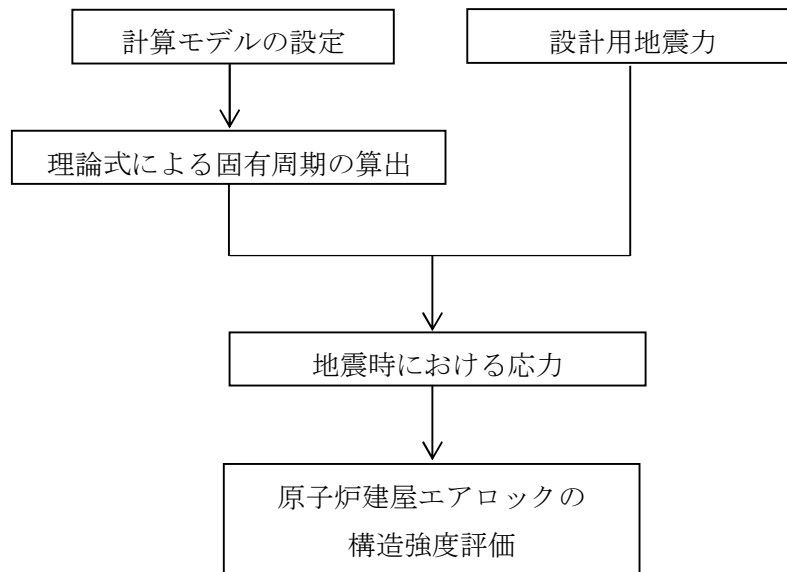 計算モデルの設定
設計用地震力
理論式による固有周期の算出
地震時における応力
原子炉建屋エアロックの
構造強度評価